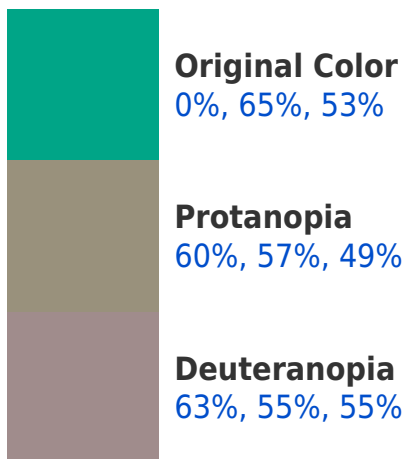 Original Color
0%, 65%, 53%
Protanopia
60%, 57%, 49%
Deuteranopia
63%, 55%, 55%